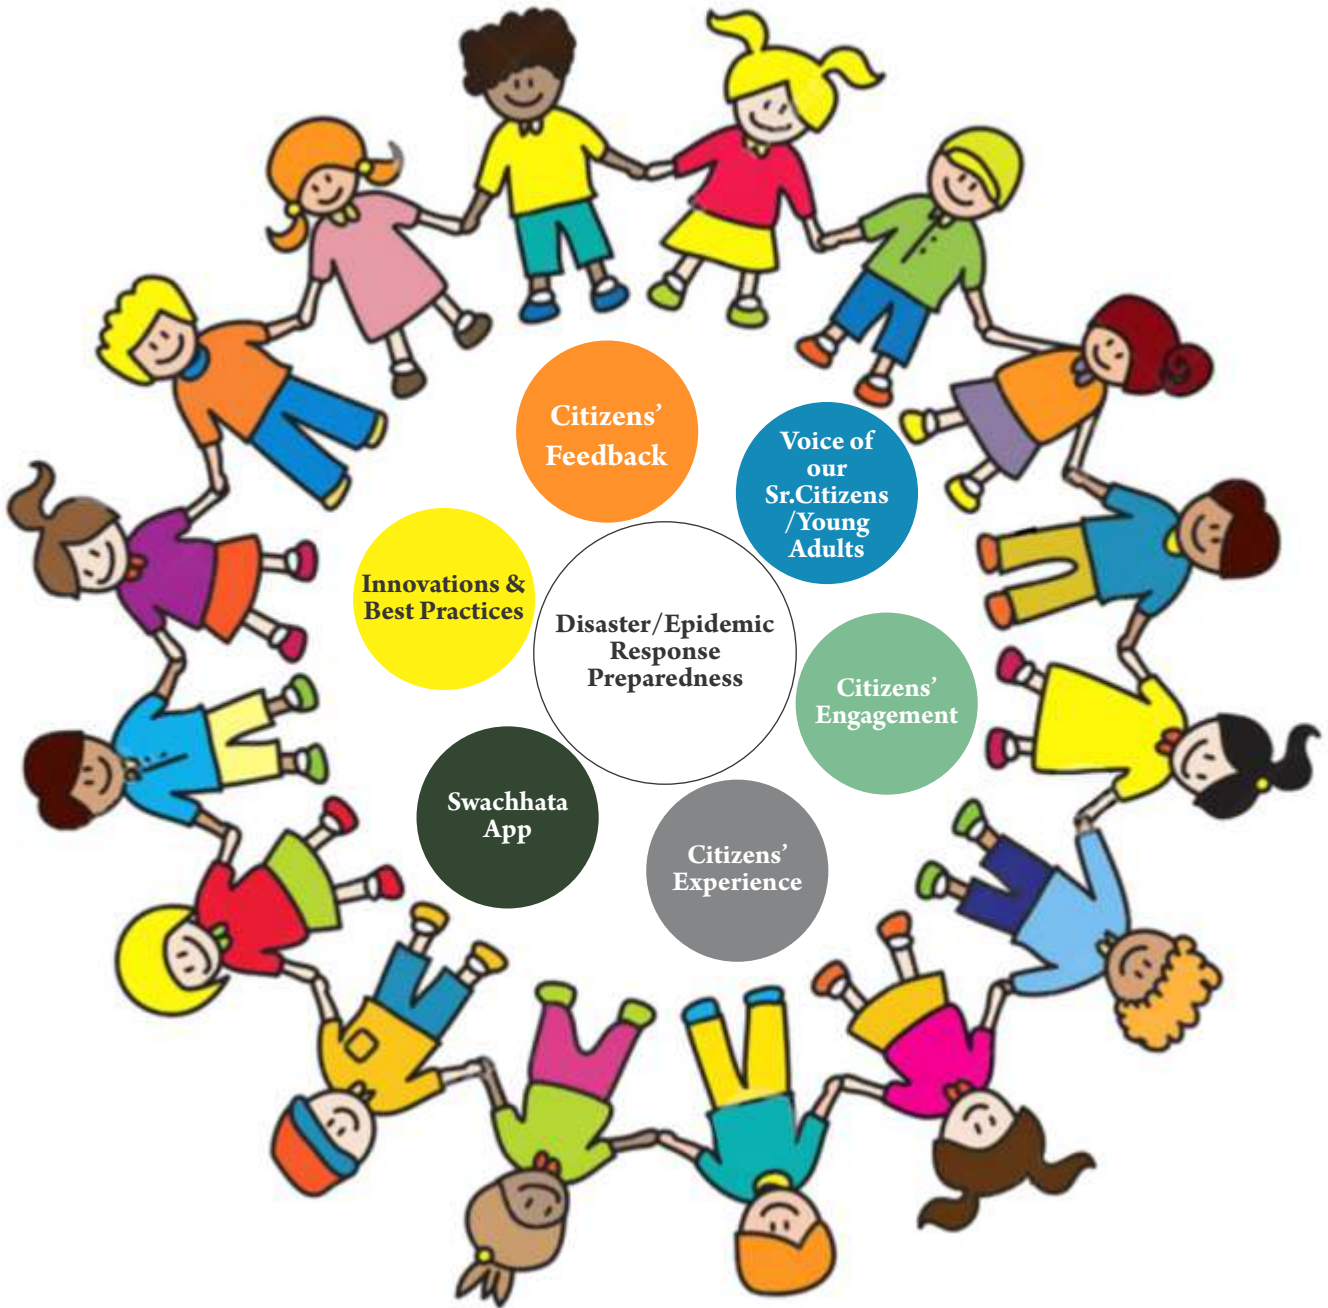 Citizens’
Feedback
Voice of
our
Sr.Citizens
/Young
Adults
Innovations &
Best Practices
Disaster/Epidemic
Response
Preparedness
Citizens’
Engagement
Swachhata
App
Citizens’
Experience